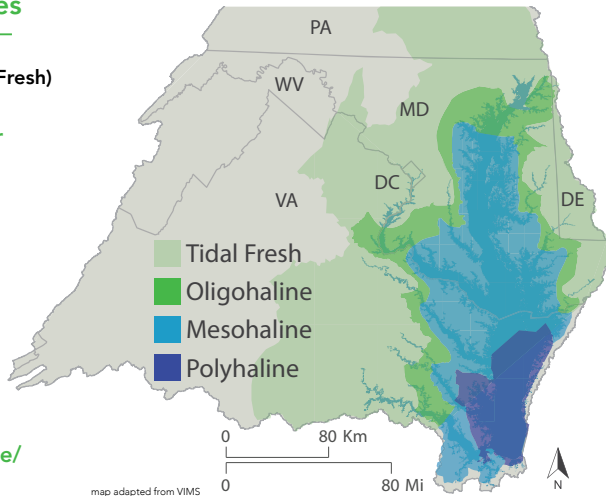 es
Fresh)
r
PA
WV
MD
DC
VA
DE
Tidal Fresh
Oligohaline
Mesohaline
Polyhaline
0 80 Km
0 80 Mi
e/
map adapted from VIMS
N